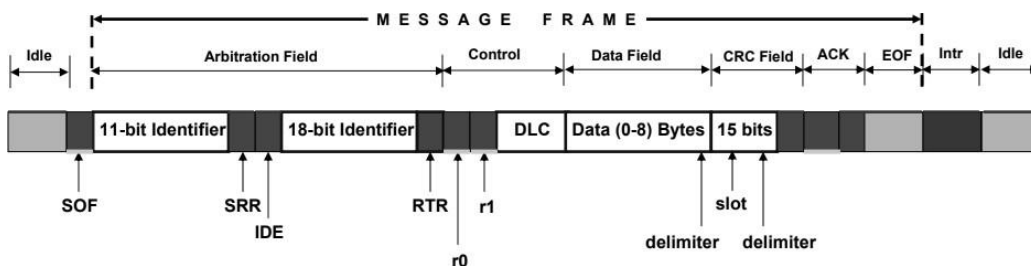 MESSAGE FRAME
Idle Arbitration Field Control Data Field CRC Field ACK EOF Intr Idle
11-bit Identifier 18-bit Identifier DLC Data (0-8) Bytes 15 bits
SOF SRR RTR r1 slot
IDE delimiter delimiter
r0